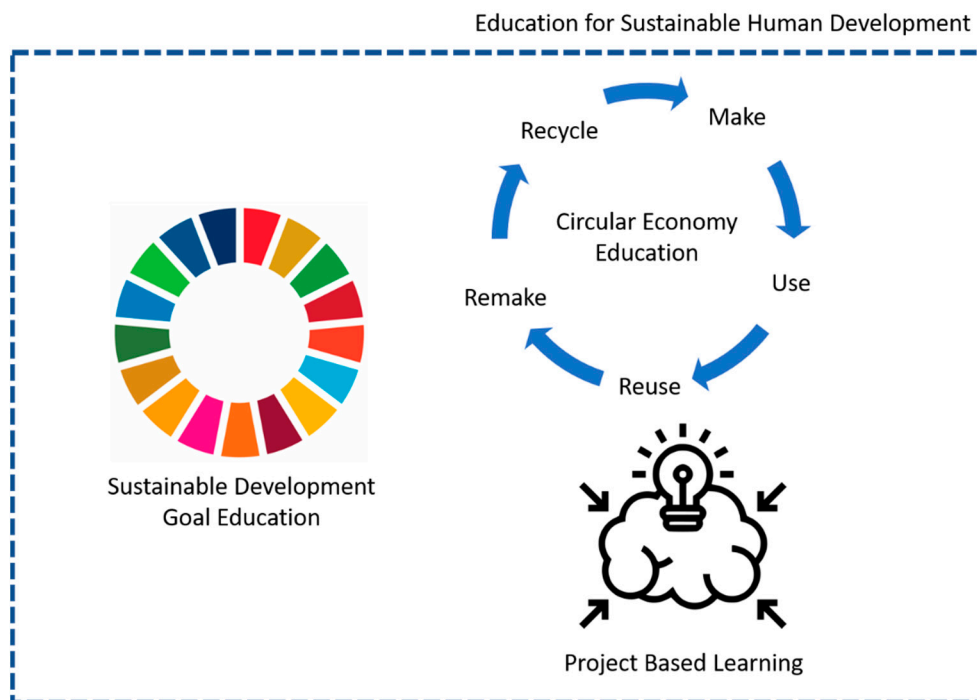 Education for Sustainable Human Development
Recycle
Make
Circular Economy
Education
Use
Remake
Reuse
Sustainable Development
Goal Education
Project Based Learning